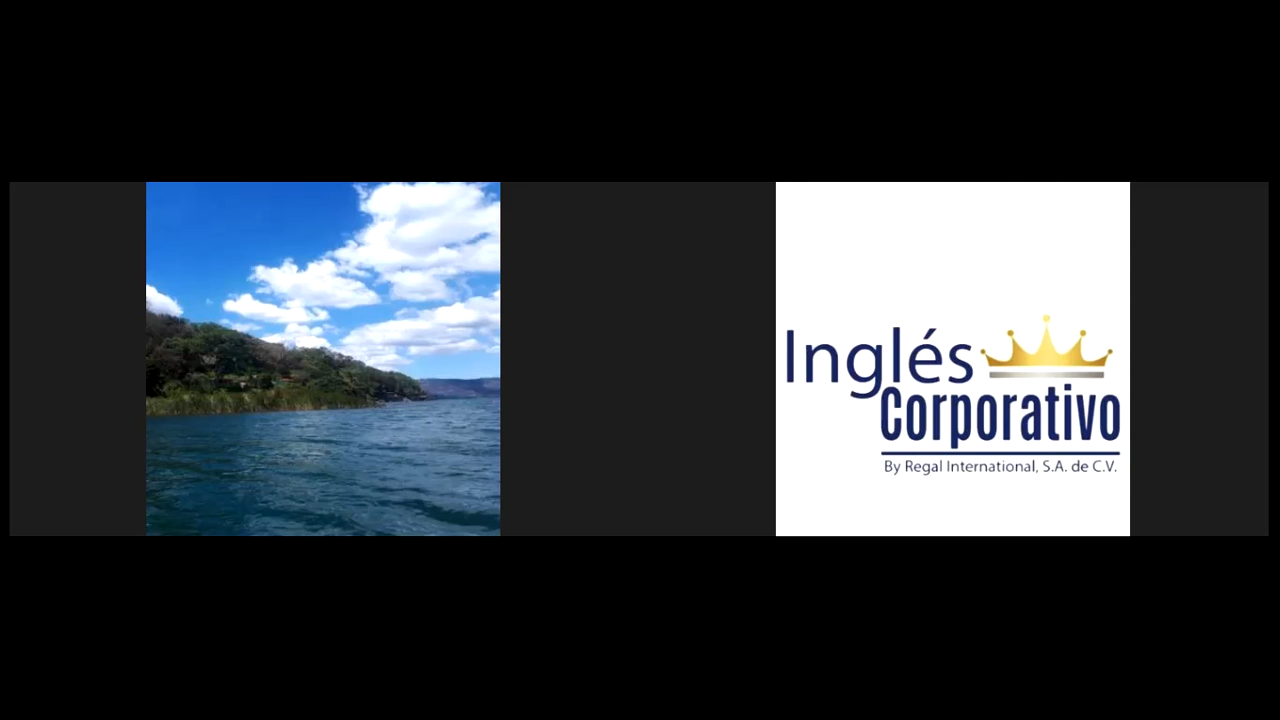 Inglés
Corporativo
By Regal International, S.A. de C.V.